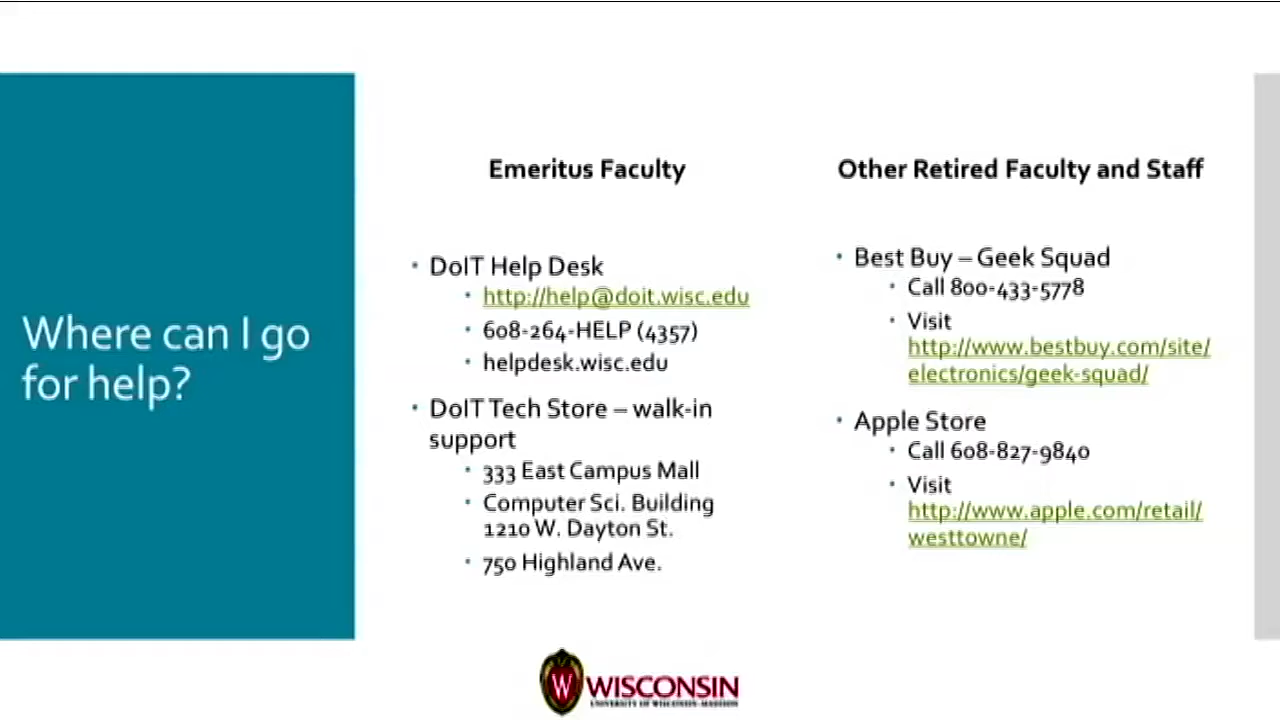 Where can I go
for help?
Emeritus Faculty
DoIT Help Desk
http://help@doit.wisc.edu
608-264-HELP (4357)
helpdesk.wisc.edu
DoIT Tech Store – walk-in
support
333 East Campus Mall
Computer Sci. Building
1210 W. Dayton St.
750 Highland Ave.
Other Retired Faculty and Staff
Best Buy – Geek Squad
Call 800-433-5778
Visit
http://www.bestbuy.com/site/
electronics/geek-squad/
Apple Store
Call 608-827-9840
Visit
http://www.apple.com/retail/
westtowne/
W
WISCONSIN
UNIVERSITY OF WISCONSIN–MADISON